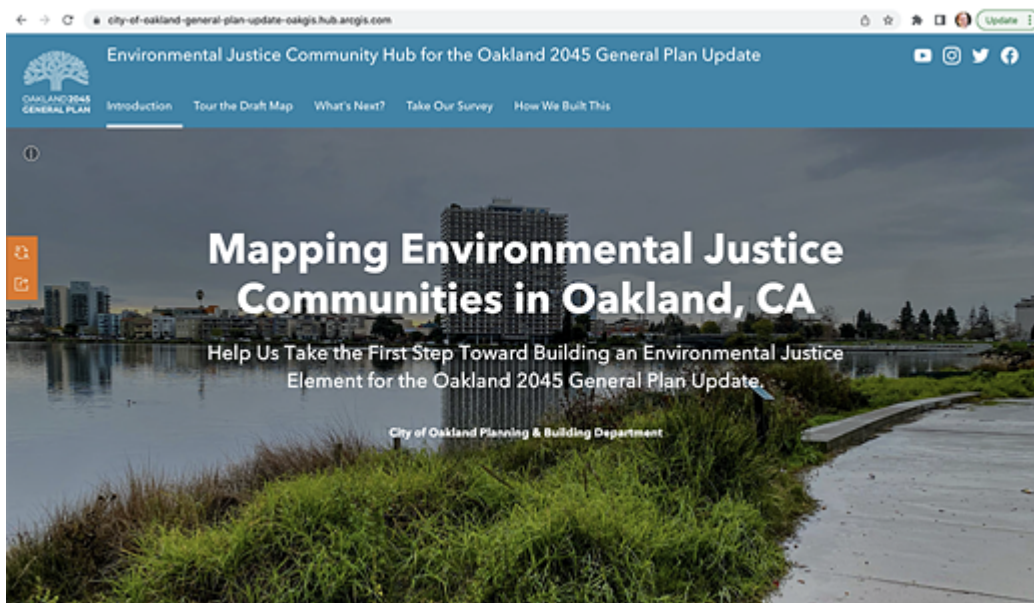 city-of-oakland-general-plan-update-oakgis.hub.arcgis.com
Update
Environmental Justice Community Hub for the Oakland 2045 General Plan Update
OAKLAND2045
GENERAL PLAN
Introduction Tour the Draft Map What's Next? Take Our Survey How We Built This
Mapping Environmental Justice
Communities in Oakland, CA
Help Us Take the First Step Toward Building an Environmental Justice
Element for the Oakland 2045 General Plan Update.
City of Oakland Planning & Building Department